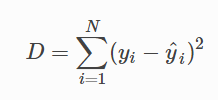 D = \sum_{i=1}^{N} (y_i - \hat{y}_i)^2